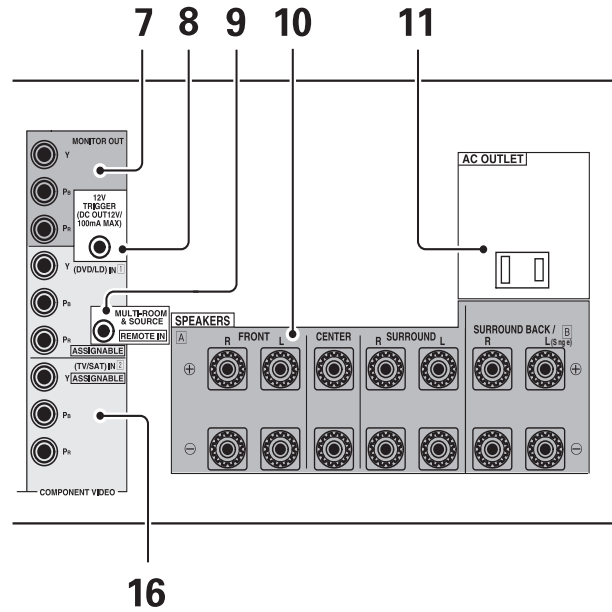 7 8 9 10 11
MONITOR OUT
Y
PB
PR
12V
TRIGGER
(DC OUT12V/
100mA MAX)
Y
(DVD/LD) IN 1
PB
PR
MULTI-ROOM
& SOURCE
REMOTE IN
ASSIGNABLE
(TV/SAT) IN 2
Y ASSIGNABLE
PB
PR
COMPONENT VIDEO
AC OUTLET
SPEAKERS
A
R FRONT L
CENTER
R SURROUND L
SURROUND BACK / B
R L (Sng e)
⊕ ⊕
⊖ ⊖
16